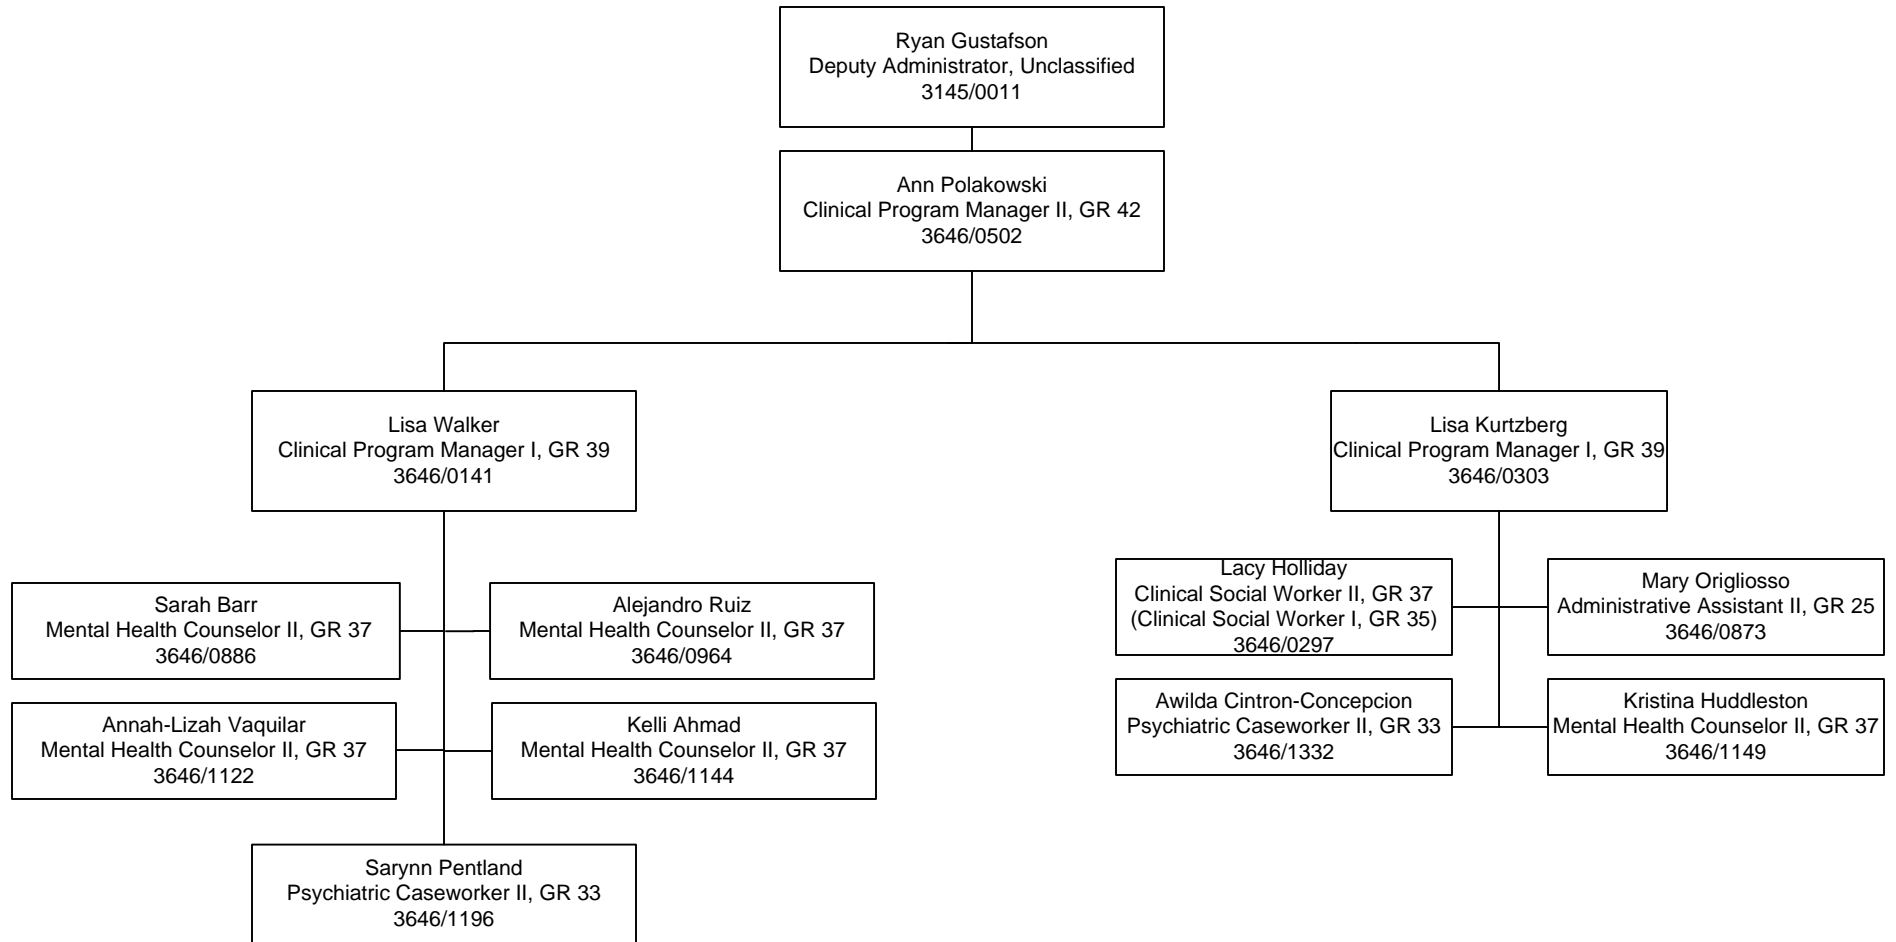 Ryan Gustafson
Deputy Administrator, Unclassified
3145/0011
Ann Polakowski
Clinical Program Manager II, GR 42
3646/0502
Lisa Walker
Clinical Program Manager I, GR 39
3646/0141
Lisa Kurtzberg
Clinical Program Manager I, GR 39
3646/0303
Sarah Barr
Mental Health Counselor II, GR 37
3646/0886
Alejandro Ruiz
Mental Health Counselor II, GR 37
3646/0964
Annah-Lizah Vaquilar
Mental Health Counselor II, GR 37
3646/1122
Kelli Ahmad
Mental Health Counselor II, GR 37
3646/1144
Sarynn Pentland
Psychiatric Caseworker II, GR 33
3646/1196
Lacy Holliday
Clinical Social Worker II, GR 37
(Clinical Social Worker I, GR 35)
3646/0297
Mary Origliosso
Administrative Assistant II, GR 25
3646/0873
Awilda Cintron-Concepcion
Psychiatric Caseworker II, GR 33
3646/1332
Kristina Huddleston
Mental Health Counselor II, GR 37
3646/1149